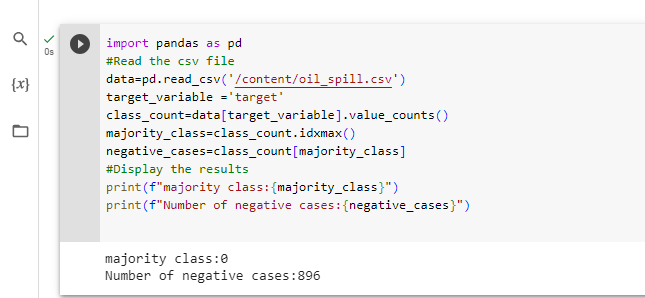 0s
{x}
import pandas as pd
#Read the csv file
data=pd.read_csv('/content/oil_spill.csv')
target_variable ='target'
class_count=data[target_variable].value_counts()
majority_class=class_count.idxmax()
negative_cases=class_count[majority_class]
#Display the results
print(f"majority class:{majority_class}")
print(f"Number of negative cases:{negative_cases}")
majority class:0
Number of negative cases:896